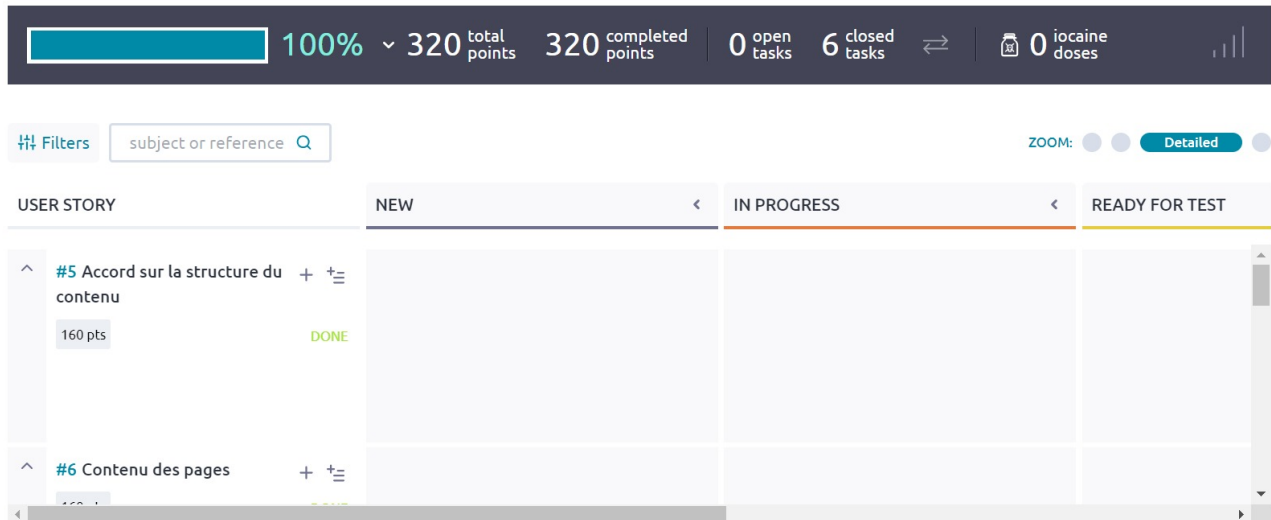 100% 320 total points 320 completed points 0 open tasks 6 closed tasks 0 iocaine doses
Filters subject or reference ZOOM: Detailed
USER STORY NEW IN PROGRESS READY FOR TEST
#5 Accord sur la structure du
contenu
160 pts DONE
#6 Contenu des pages